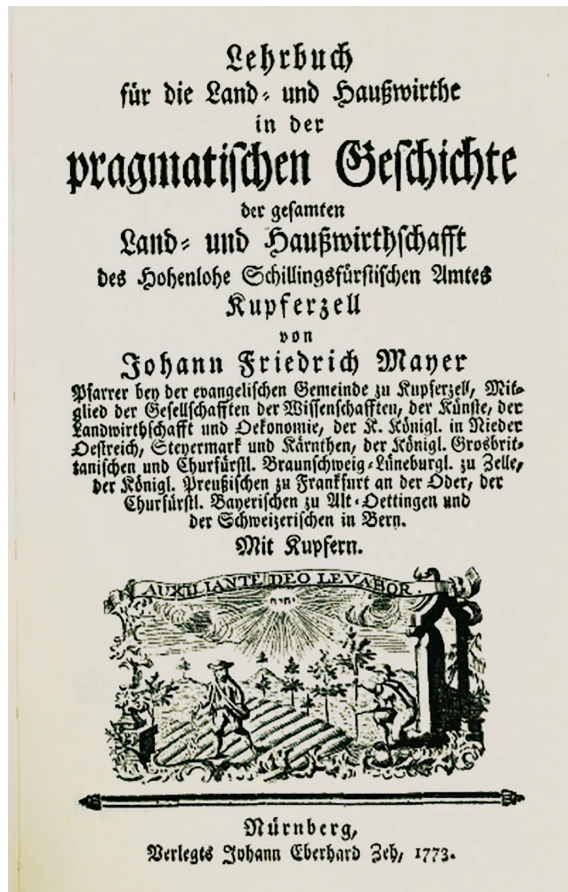 Lehrbuch
für die Land- und Haußwirthe
in der
pragmatischen Geschichte
der gesamten
Land- und Haußwirthschafft
des Hohenlohe Schillingsfürstischen Amtes
Kupferzell
von
Johann Friedrich Mayer
Pfarrer bey der evangelischen Gemeinde zu Kupferzell, Mit-
glied der Gesellschafften der Wissenschafften, der Künste, der
Landwirthschafft und Oekonomie, der K. Königl. in Nieder
Oestreich, Steyermark und Kärnthen, der Königl. Grosbrit-
tanischen und Churfürstl. Braunschweig-Lüneburgl. zu Zelle,
der Königl. Preußischen zu Frankfurt an der Oder, der
Churfürstl. Bayerischen zu Alt-Oettingen und
der Schweizerischen in Bern.
Mit Kupfern.
AUXILIANTE DEO LEVABOR.
Nürnberg,
Verlegts Johann Eberhard Zeh, 1773.